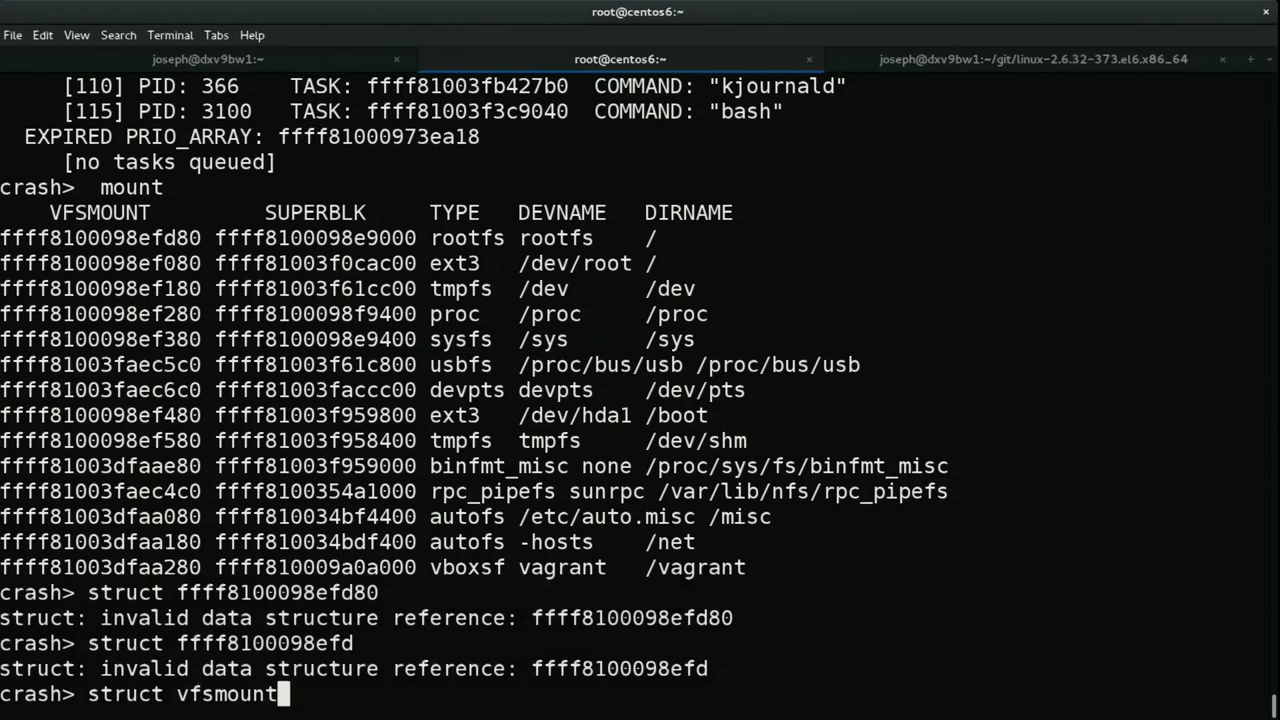 root@centos6:~
×
File Edit View Search Terminal Tabs Help
joseph@dxv9bw1:~ × root@centos6:~ × joseph@dxv9bw1:~/git/linux-2.6.32-373.el6.x86_64 × +
[110] PID: 366 TASK: ffff81003fb427b0 COMMAND: "kjournald"
[115] PID: 3100 TASK: ffff81003f3c9040 COMMAND: "bash"
EXPIRED PRIO_ARRAY: ffff81000973ea18
[no tasks queued]
crash> mount
VFSMOUNT SUPERBLK TYPE DEVNAME DIRNAME
ffff8100098efd80 ffff8100098e9000 rootfs rootfs /
ffff8100098ef080 ffff81003f0cac00 ext3 /dev/root /
ffff8100098ef180 ffff81003f61cc00 tmpfs /dev /dev
ffff8100098ef280 ffff8100098f9400 proc /proc /proc
ffff8100098ef380 ffff8100098e9400 sysfs /sys /sys
ffff81003faec5c0 ffff81003f61c800 usbfs /proc/bus/usb /proc/bus/usb
ffff81003faec6c0 ffff81003faccc00 devpts devpts /dev/pts
ffff8100098ef480 ffff81003f959800 ext3 /dev/hda1 /boot
ffff8100098ef580 ffff81003f958400 tmpfs tmpfs /dev/shm
ffff81003dfaae80 ffff81003f959000 binfmt_misc none /proc/sys/fs/binfmt_misc
ffff81003faec4c0 ffff8100354a1000 rpc_pipefs sunrpc /var/lib/nfs/rpc_pipefs
ffff81003dfaa080 ffff810034bf4400 autofs /etc/auto.misc /misc
ffff81003dfaa180 ffff810034bdf400 autofs -hosts /net
ffff81003dfaa280 ffff810009a0a000 vboxsf vagrant /vagrant
crash> struct ffff8100098efd80
struct: invalid data structure reference: ffff8100098efd80
crash> struct ffff8100098efd
struct: invalid data structure reference: ffff8100098efd
crash> struct vfsmount